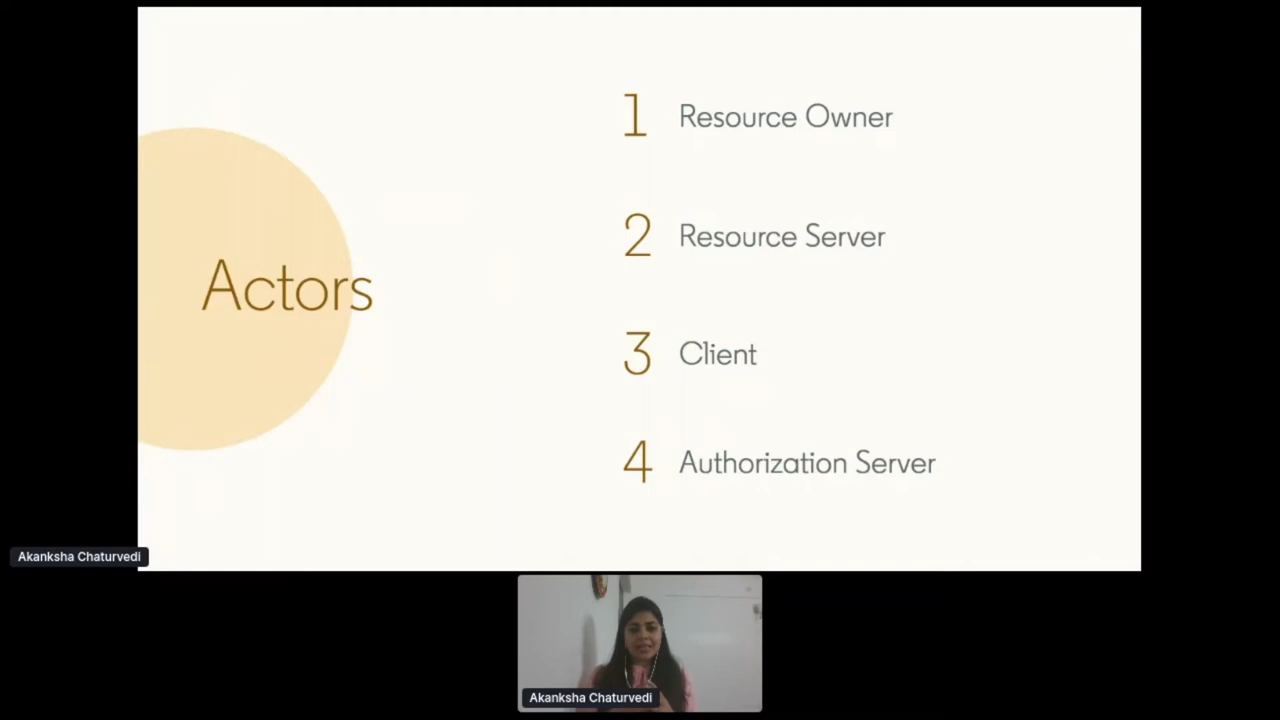 Actors
1 Resource Owner
2 Resource Server
3 Client
4 Authorization Server
Akanksha Chaturvedi
Akanksha Chaturvedi